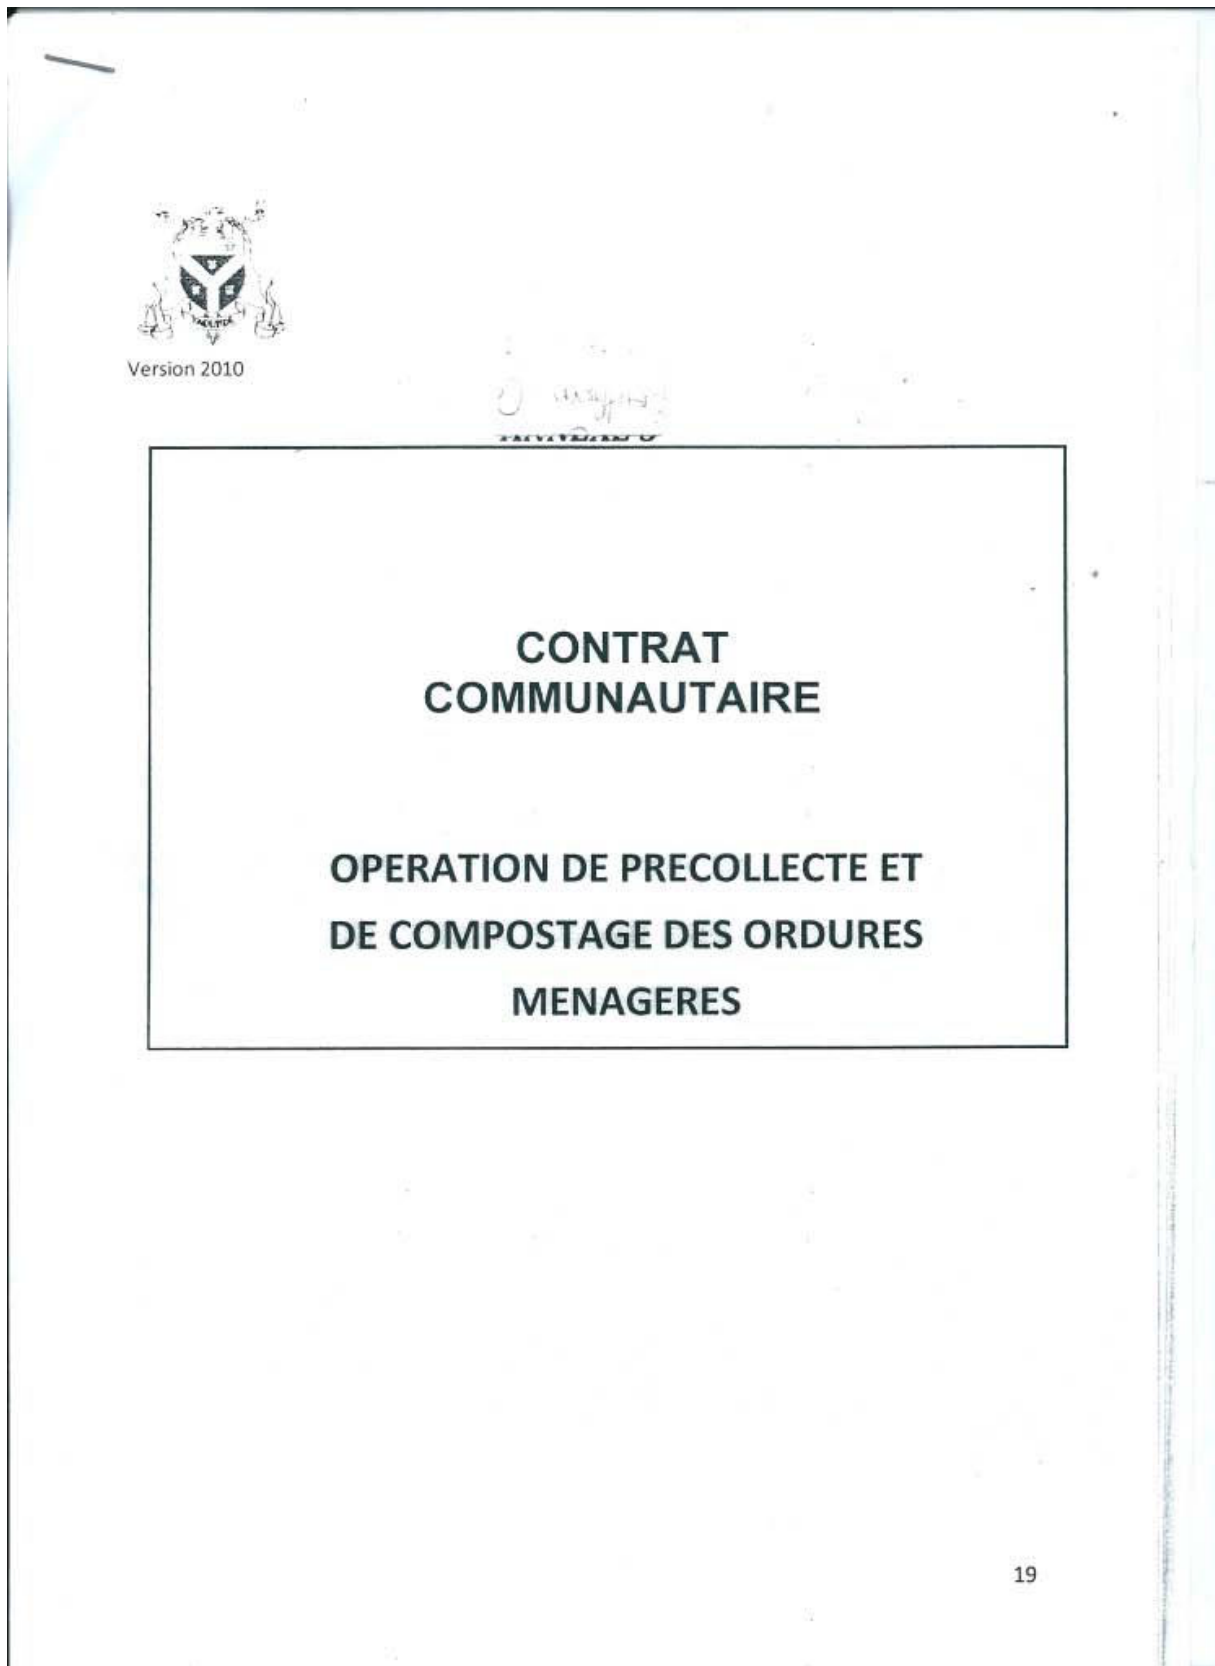 Version 2010
CONTRAT
COMMUNAUTAIRE
OPERATION DE PRECOLLECTE ET
DE COMPOSTAGE DES ORDURES
MENAGERES
19